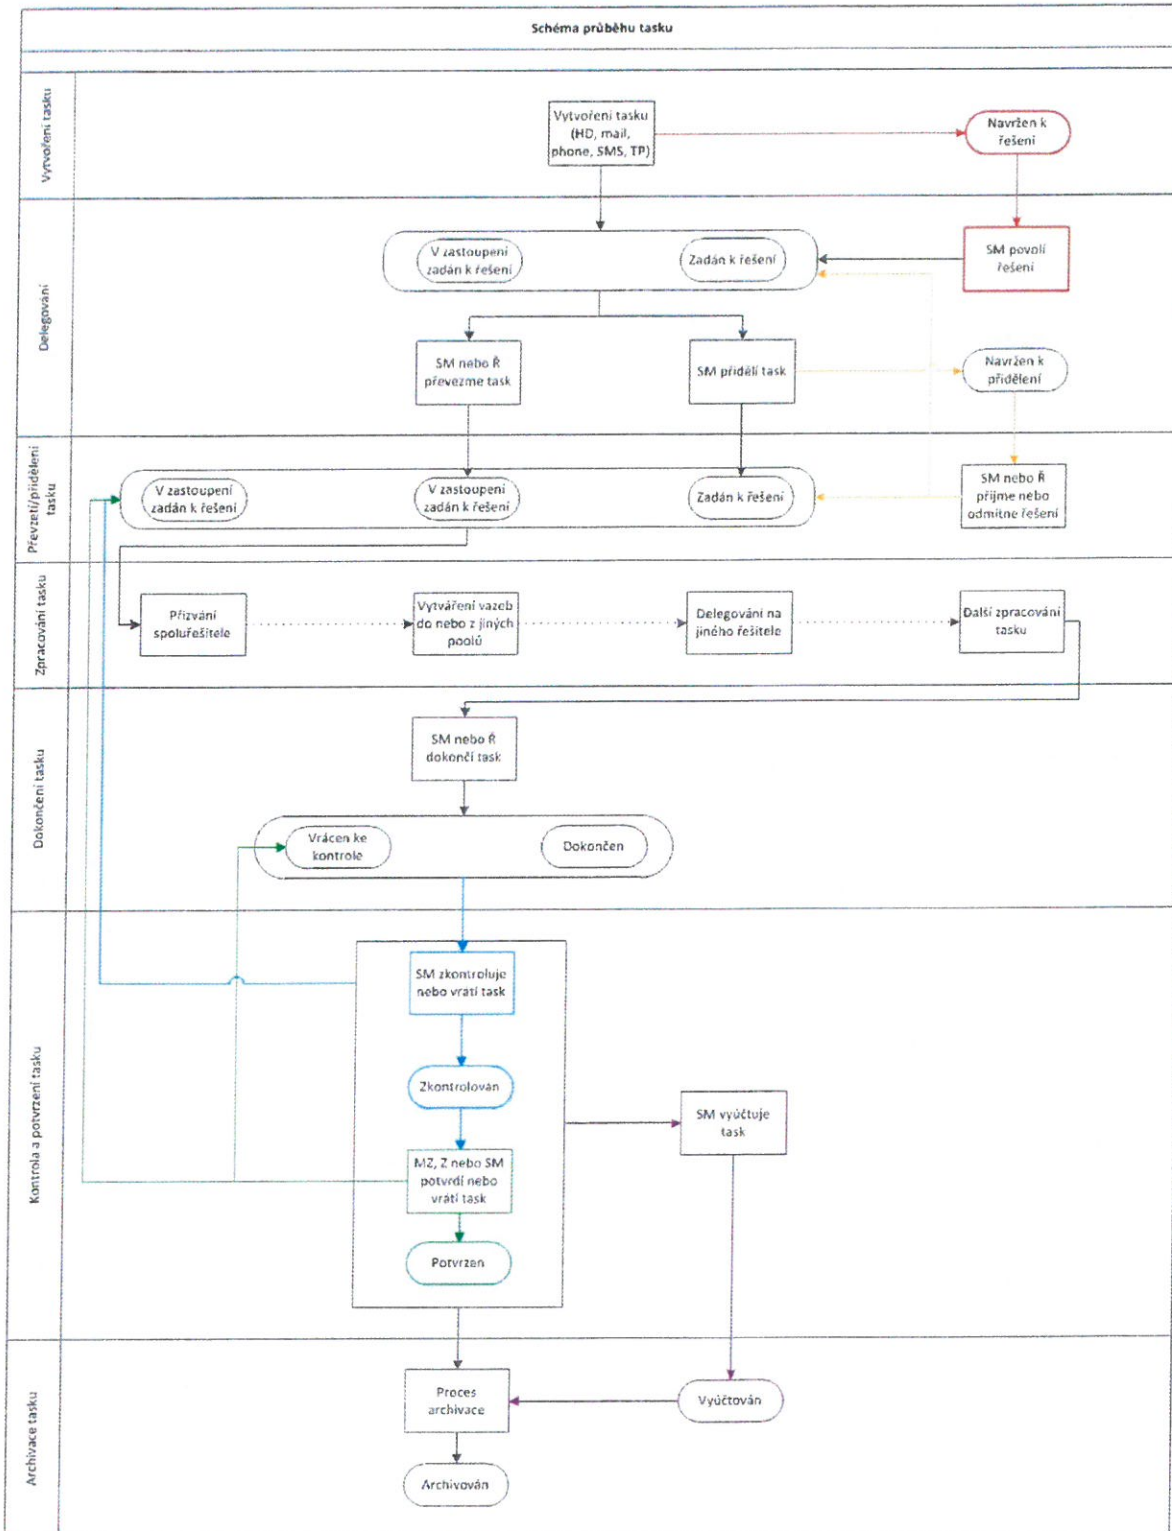 Schéma průběhu tasku
Vytvoření tasku
Vytvoření tasku
(HD, mail,
phone, SMS, TP)
Navržen k
řešení
Delegování
V zastoupení
zadán k řešení
Zadán k řešení
SM povolí
řešení
SM nebo Ř
převezme task
SM přidělí task
Navržen k
přidělení
Převzetí/přidělení
tasku
V zastoupení
zadán k řešení
V zastoupení
zadán k řešení
Zadán k řešení
SM nebo Ř
přijme nebo
odmítne řešení
Zpracování tasku
Přizvání
spoluřešitele
Vytváření vazeb
do nebo z jiných
poolů
Delegování na
jiného řešitele
Další zpracování
tasku
Dokončení tasku
SM nebo Ř
dokončí task
Vrácen ke
kontrole
Dokončen
Kontrola a potvrzení tasku
SM zkontroluje
nebo vrátí task
Zkontrolován
SM vyúčtuje
task
MZ, Z nebo SM
potvrdí nebo
vrátí task
Potvrzen
Archivace tasku
Proces
archivace
Vyúčtován
Archivován